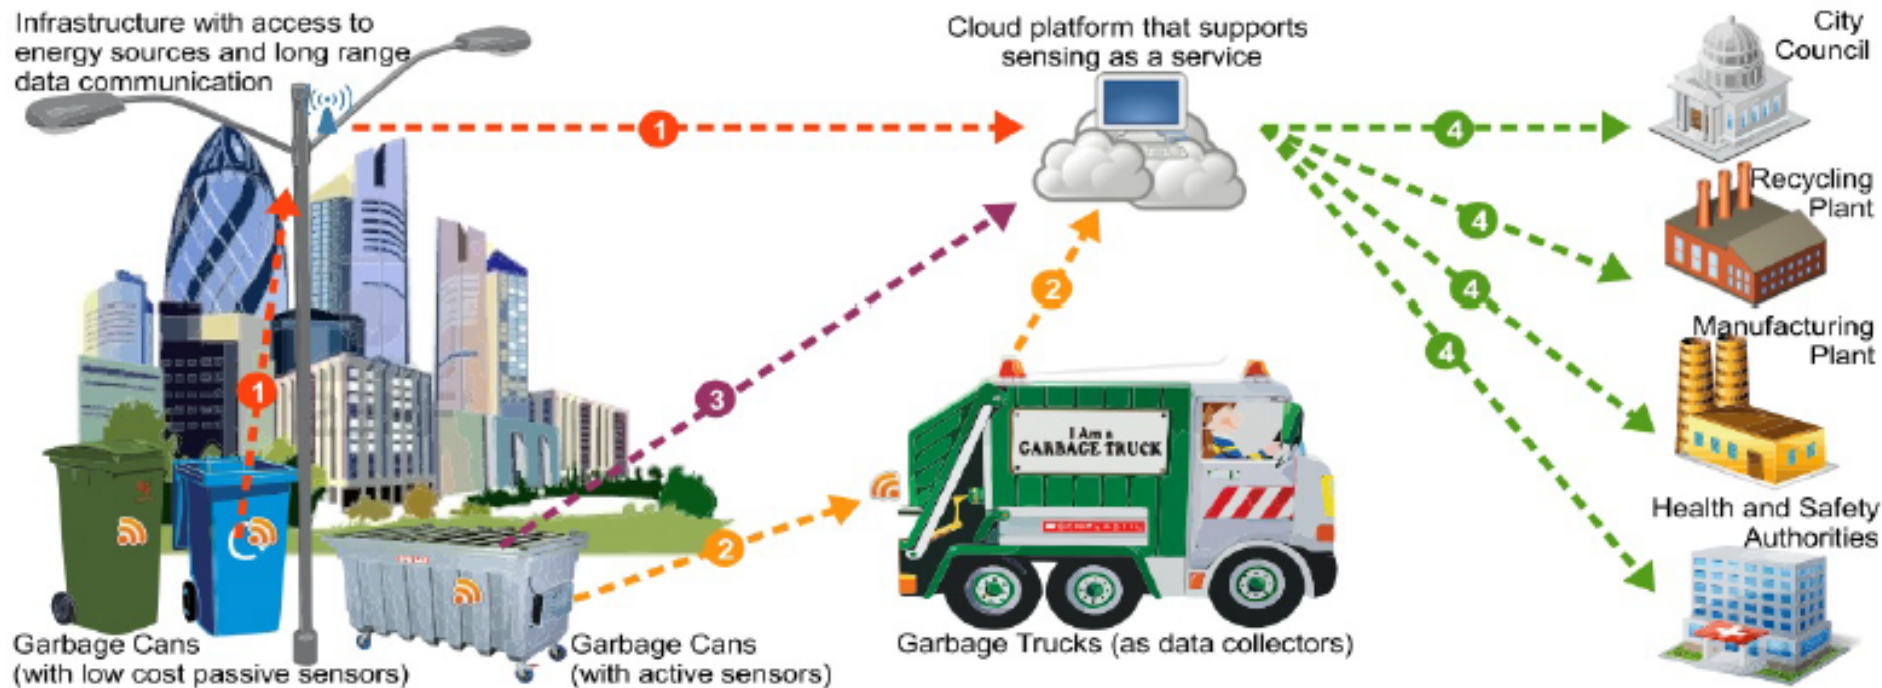 Infrastructure with access to
energy sources and long range
data communication
Cloud platform that supports
sensing as a service
City
Council
1
4
Recycling
Plant
4
2
4
Manufacturing
Plant
4
1
3
I Am a
GARBAGE TRUCK
Health and Safety
Authorities
2
Garbage Cans
(with low cost passive sensors)
Garbage Cans
(with active sensors)
Garbage Trucks (as data collectors)